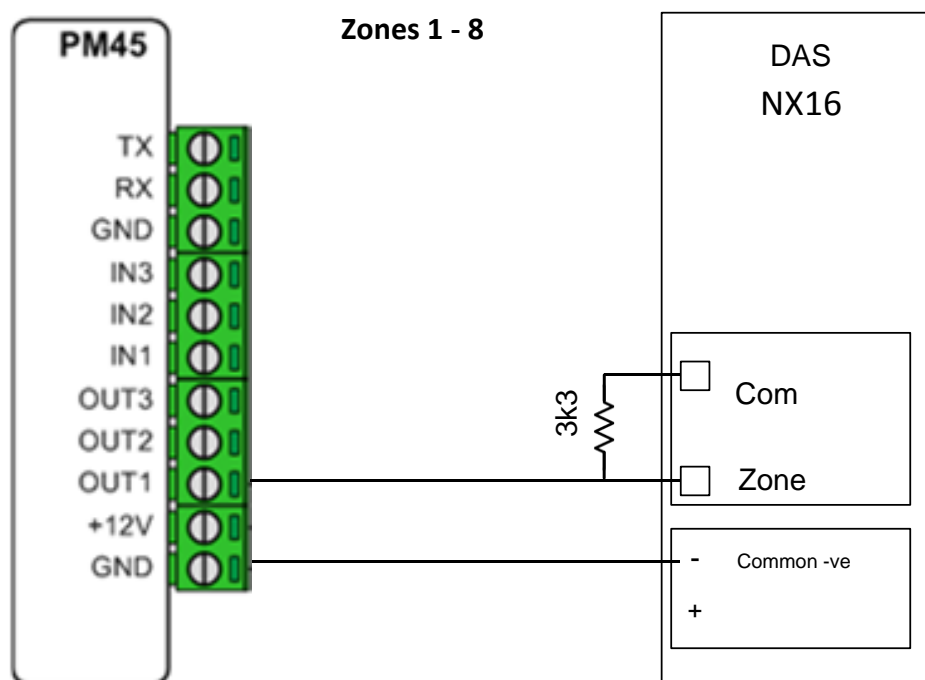 Zones 1 - 8
PM45
TX
RX
GND
IN3
IN2
IN1
OUT3
OUT2
OUT1
+12V
GND
3k3
DAS
NX16
Com
Zone
- Common -ve
+